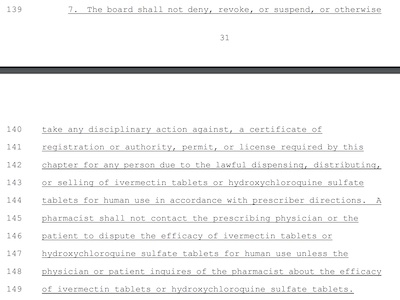 139 7. The board shall not deny, revoke, or suspend, or otherwise
31
140 take any disciplinary action against, a certificate of
141 registration or authority, permit, or license required by this
142 chapter for any person due to the lawful dispensing, distributing,
143 or selling of ivermectin tablets or hydroxychloroquine sulfate
144 tablets for human use in accordance with prescriber directions. A
145 pharmacist shall not contact the prescribing physician or the
146 patient to dispute the efficacy of ivermectin tablets or
147 hydroxychloroquine sulfate tablets for human use unless the
148 physician or patient inquires of the pharmacist about the efficacy
149 of ivermectin tablets or hydroxychloroquine sulfate tablets.